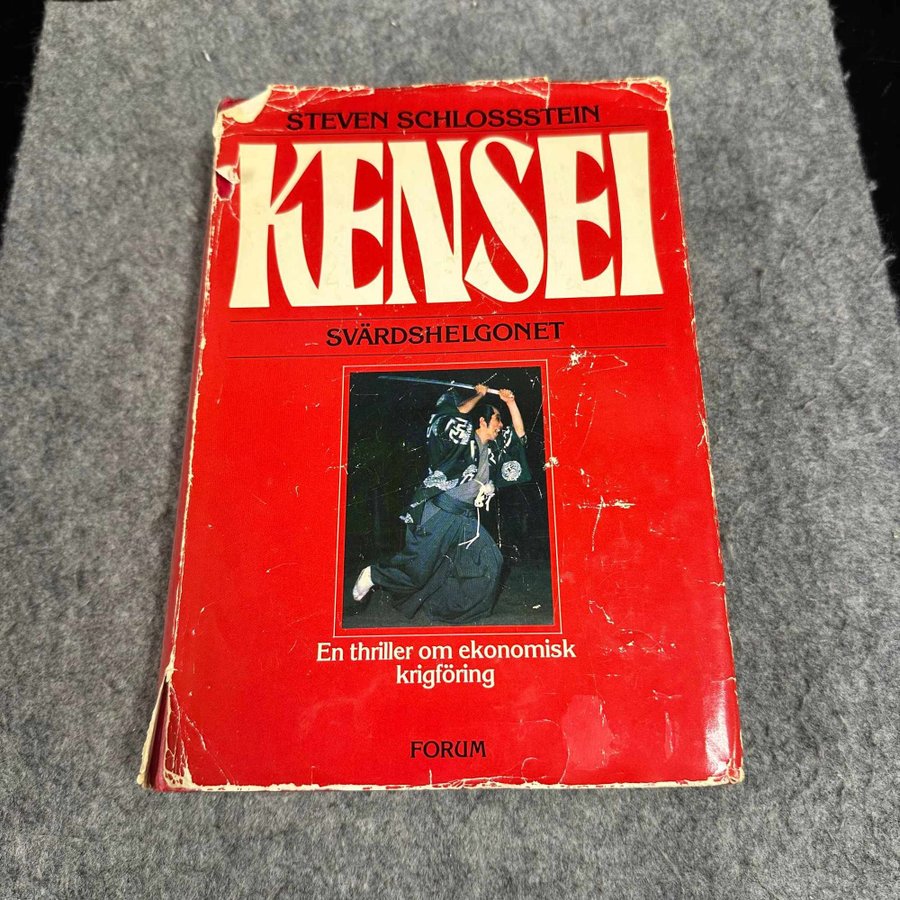 STEVEN SCHLOSSSTEIN
KENSEI
SVÄRDSHELGONET
En thriller om ekonomisk
krigföring
FORUM